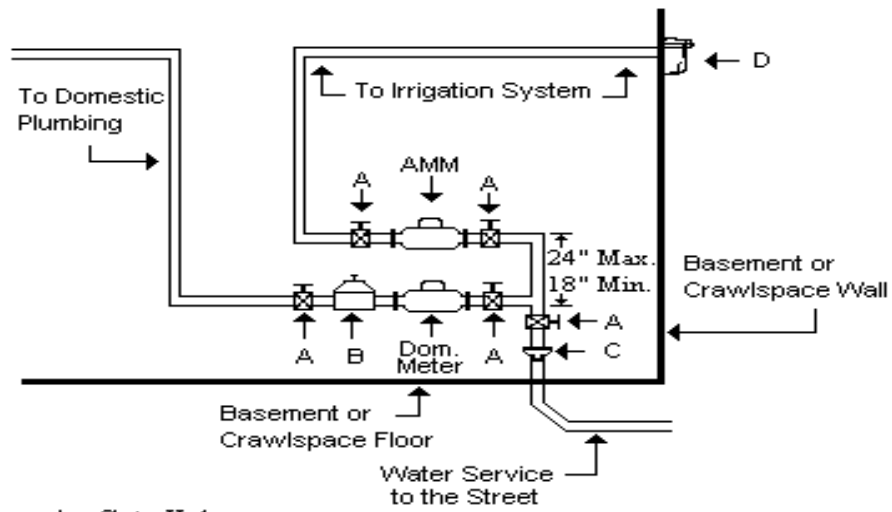 D
To Irrigation System
To Domestic
Plumbing
AMM
A
A
24" Max.
18" Min.
Basement or
Crawlspace Wall
A
A
B
Dom.
Meter
A
C
Basement or
Crawlspace Floor
Water Service
to the Street